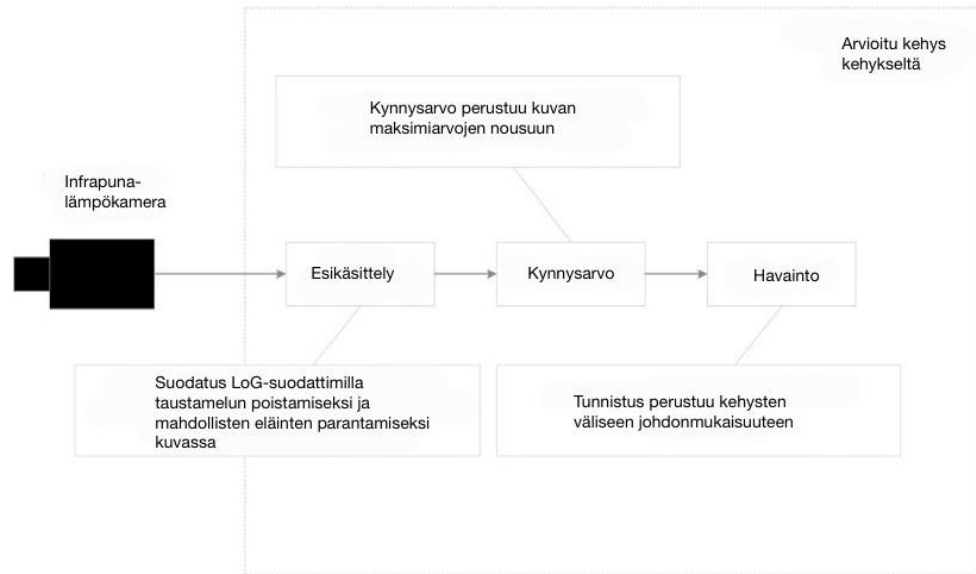 Arvioitu kehys
kehykseltä
Kynnysarvo perustuu kuvan
maksimiarvojen nousuun
Infrapuna-
lämpökamera
Esikäsittely
Kynnysarvo
Havainto
Suodatus LoG-suodattimilla
taustamelun poistamiseksi ja
mahdollisten eläinten parantamiseksi
kuvassa
Tunnistus perustuu kehysten
väliseen johdonmukaisuuteen